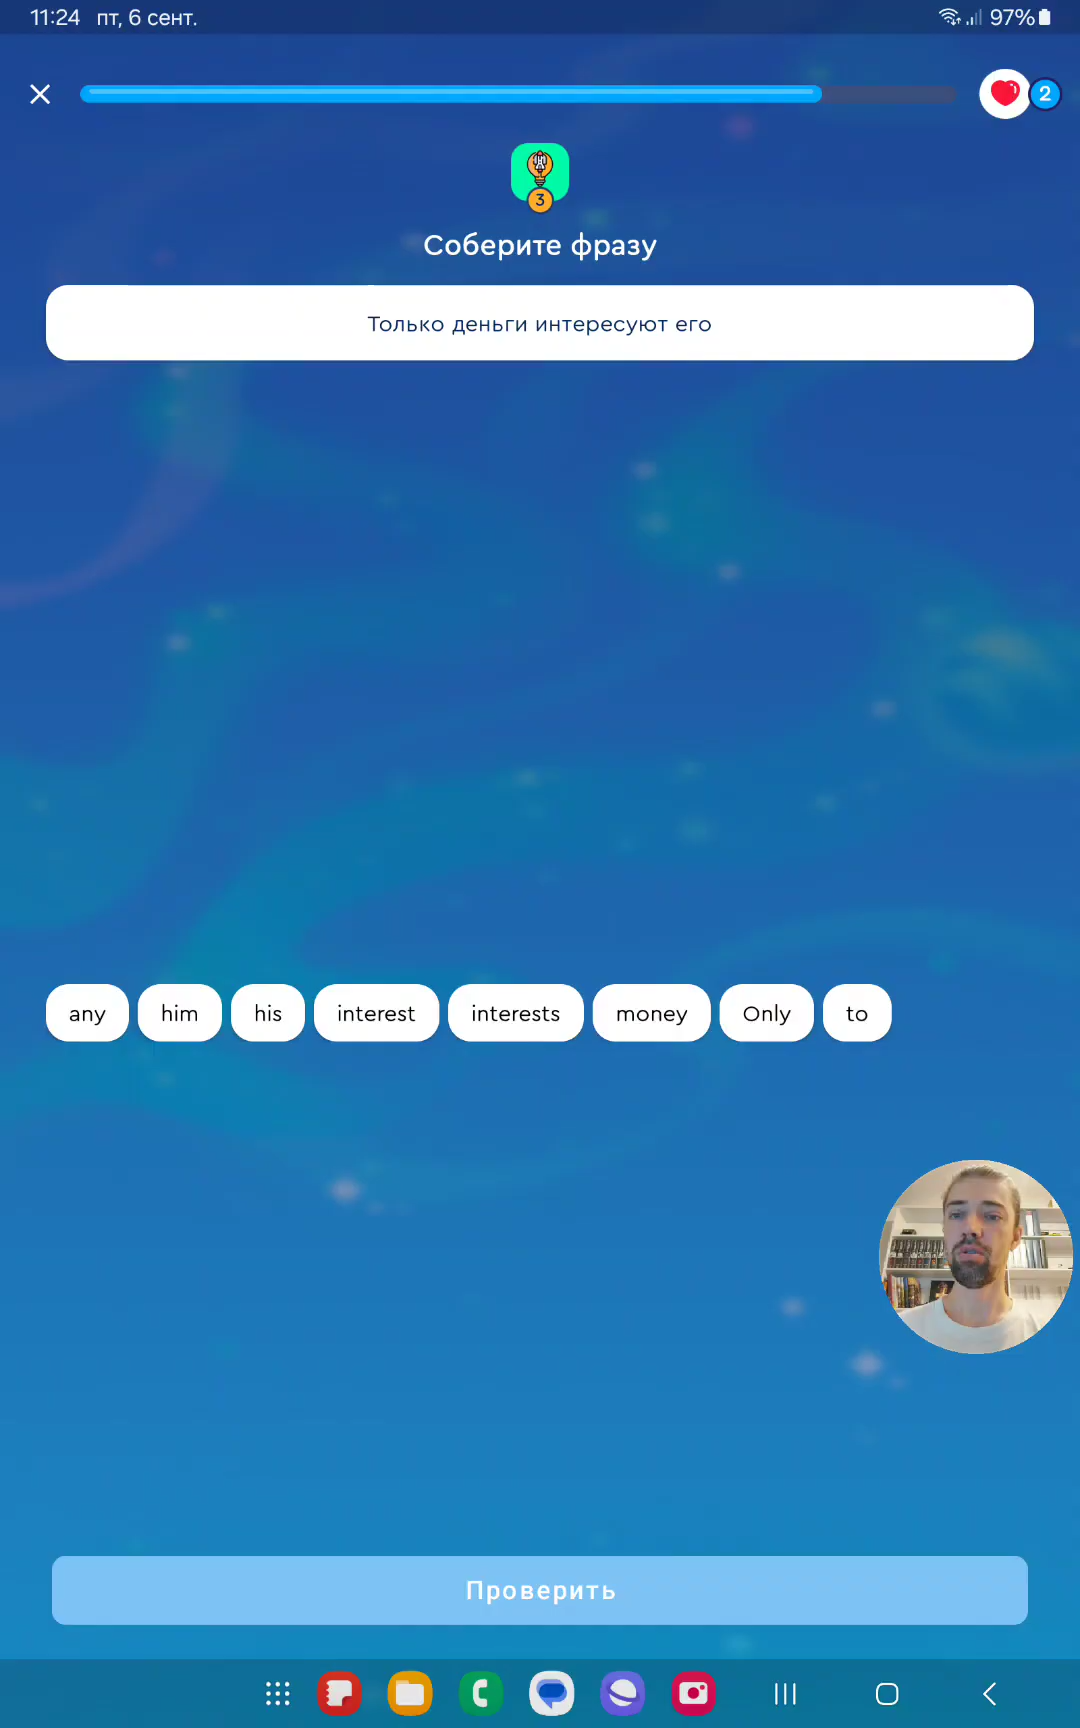 11:24 пт, 6 сент. 97%
2
3
Соберите фразу
Только деньги интересуют его
any him his interest interests money Only to
Проверить